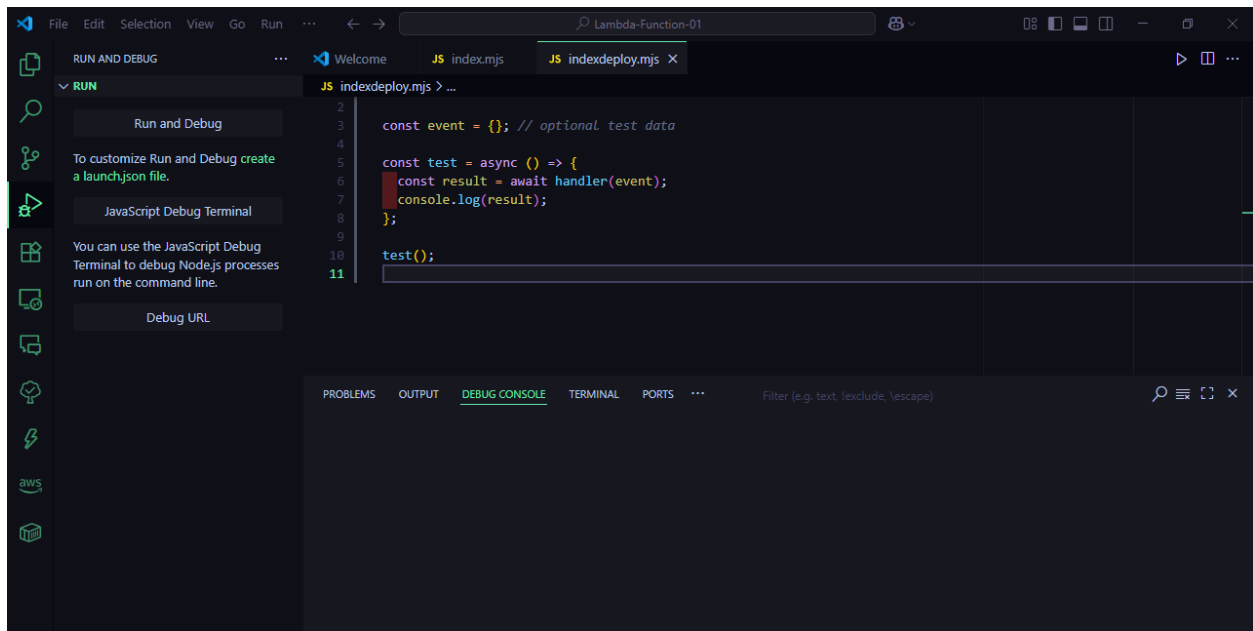 File Edit Selection View Go Run ··· Lambda-Function-01
RUN AND DEBUG ···
RUN
Run and Debug
To customize Run and Debug create
a launch.json file.
JavaScript Debug Terminal
You can use the JavaScript Debug
Terminal to debug Node.js processes
run on the command line.
Debug URL
aws
Welcome JS index.mjs JS indexdeploy.mjs
JS indexdeploy.mjs > ...
2
3 const event = {}; // optional test data
4
5 const test = async () => {
6 const result = await handler(event);
7 console.log(result);
8 };
9
10 test();
11
PROBLEMS OUTPUT DEBUG CONSOLE TERMINAL PORTS ··· Filter (e.g. text, !exclude, \escape)